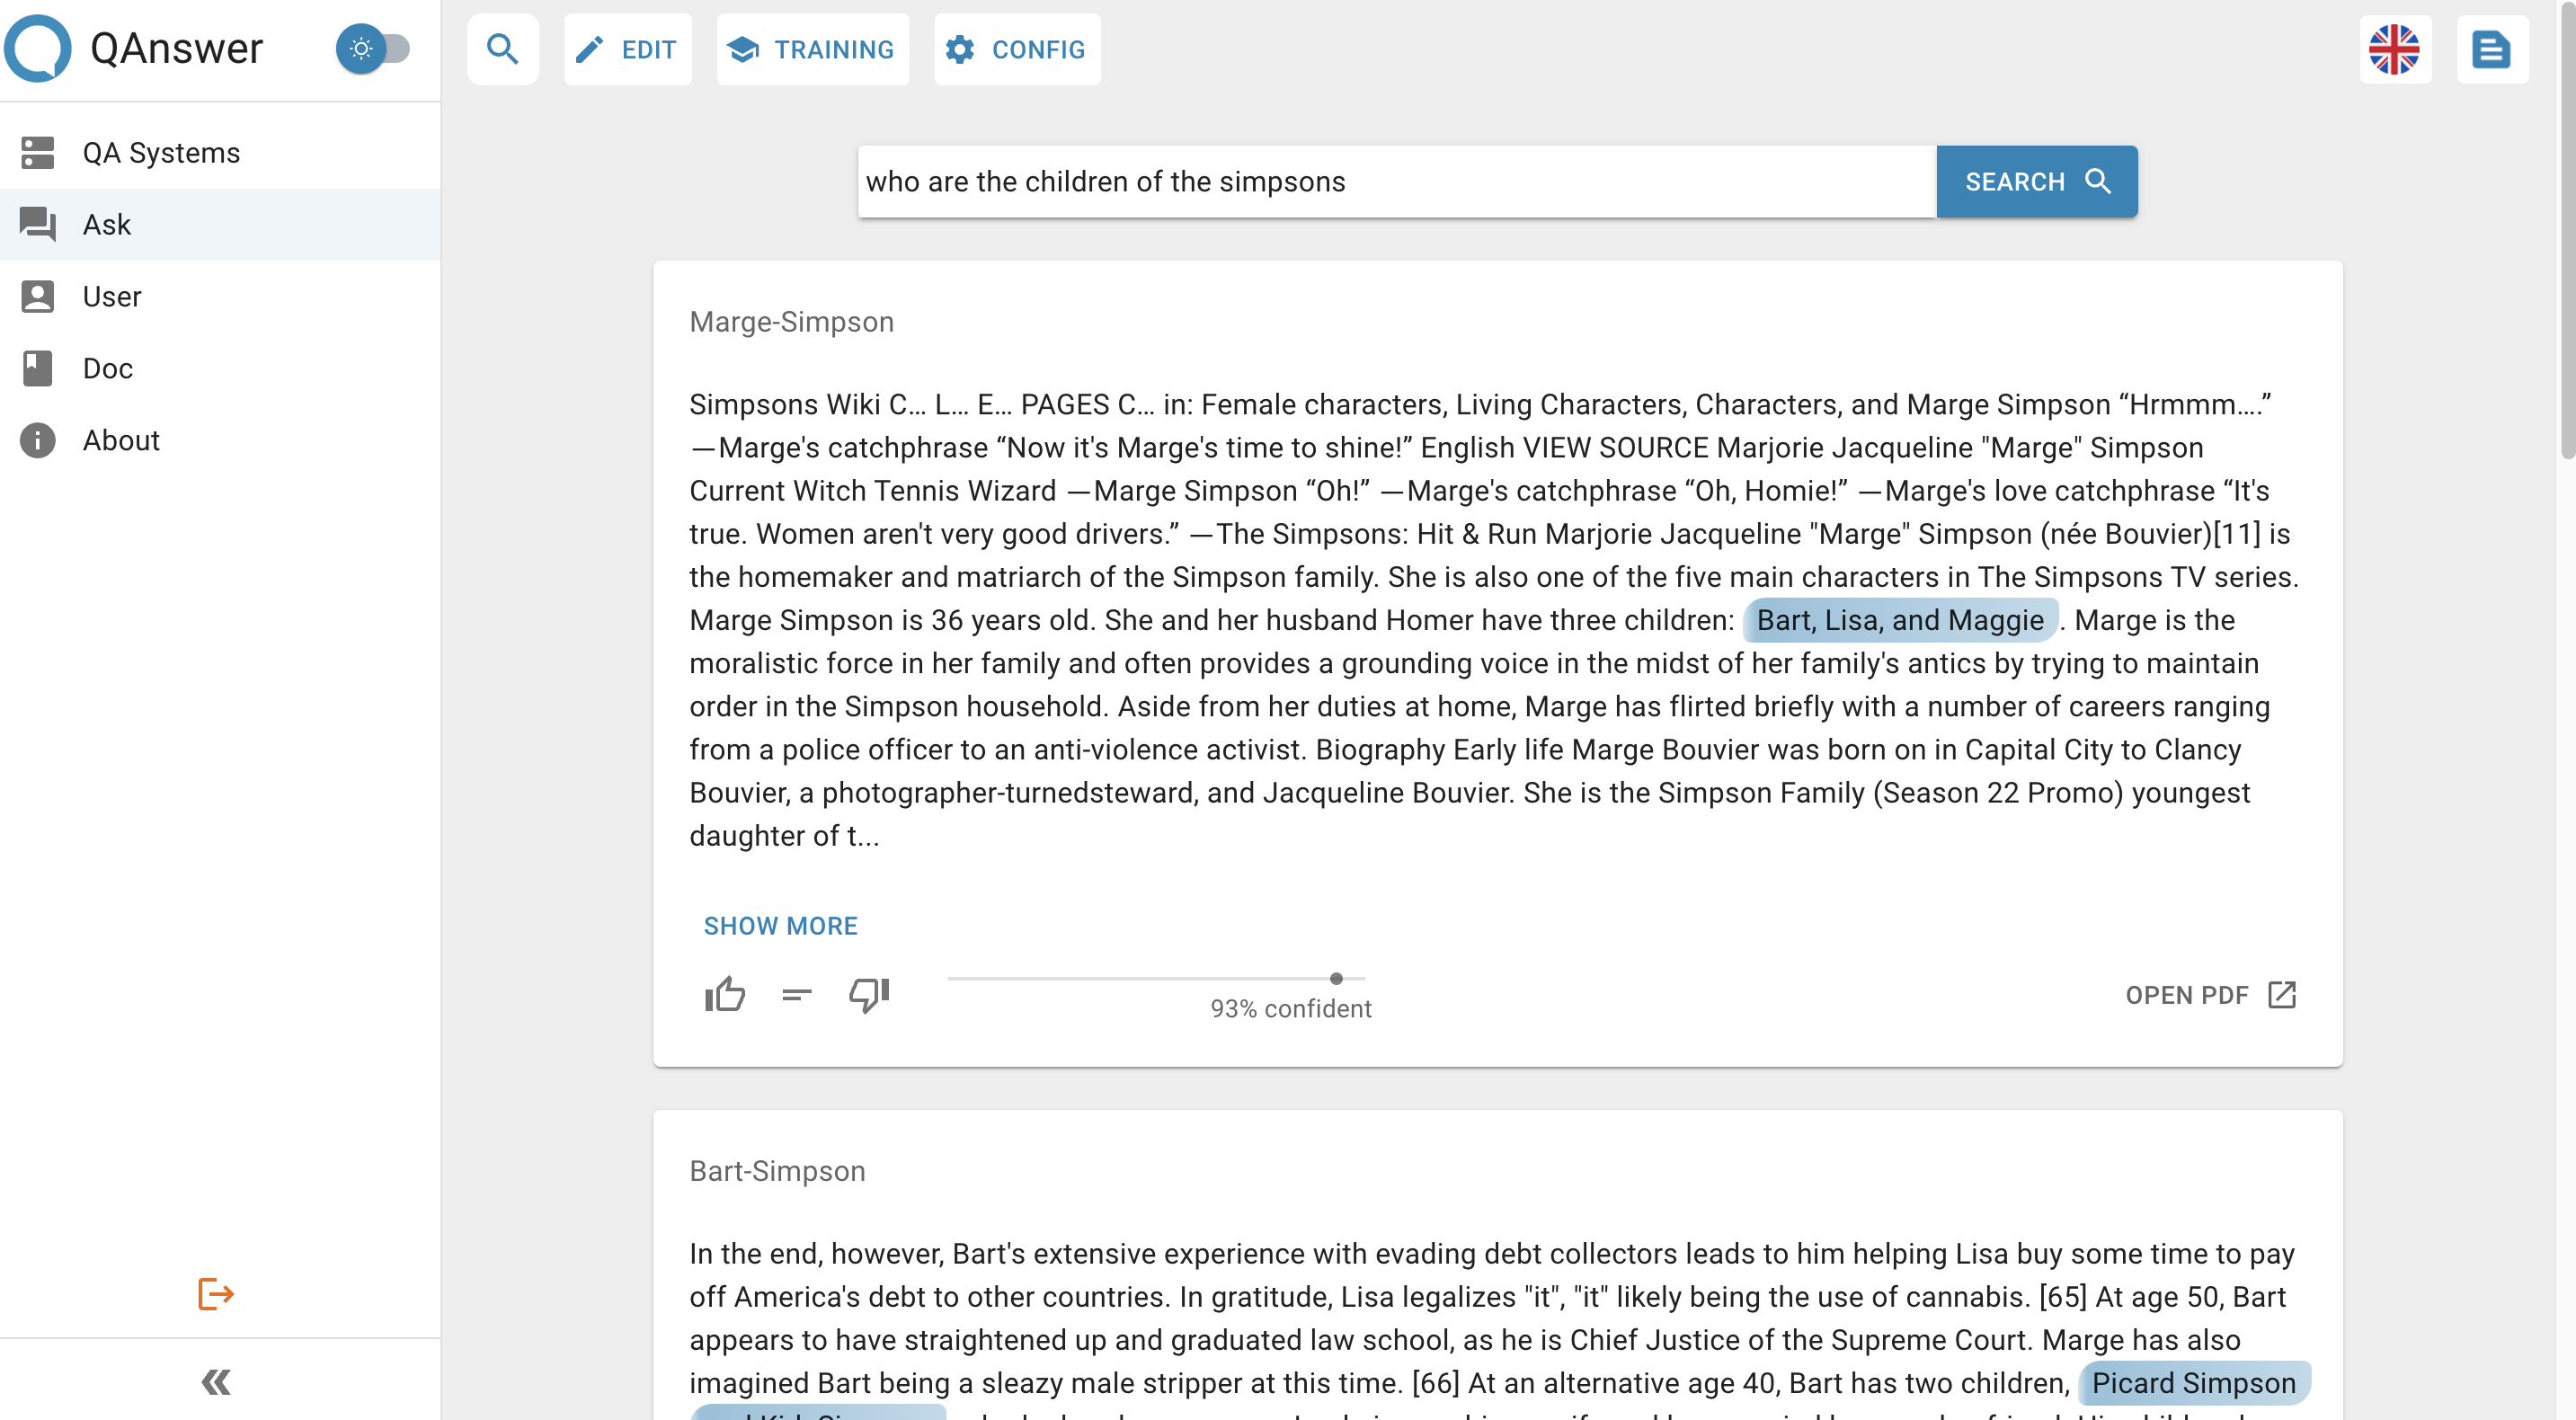 QAnswer
QA Systems
Ask
User
Doc
About
EDIT
TRAINING
CONFIG
who are the children of the simpsons
SEARCH
Marge-Simpson
Simpsons Wiki C… L… E… PAGES C… in: Female characters, Living Characters, Characters, and Marge Simpson “Hrmmm….”
—Marge's catchphrase “Now it's Marge's time to shine!” English VIEW SOURCE Marjorie Jacqueline "Marge" Simpson
Current Witch Tennis Wizard —Marge Simpson “Oh!” —Marge's catchphrase “Oh, Homie!” —Marge's love catchphrase “It's
true. Women aren't very good drivers.” —The Simpsons: Hit & Run Marjorie Jacqueline "Marge" Simpson (née Bouvier)[11] is
the homemaker and matriarch of the Simpson family. She is also one of the five main characters in The Simpsons TV series.
Marge Simpson is 36 years old. She and her husband Homer have three children: Bart, Lisa, and Maggie . Marge is the
moralistic force in her family and often provides a grounding voice in the midst of her family's antics by trying to maintain
order in the Simpson household. Aside from her duties at home, Marge has flirted briefly with a number of careers ranging
from a police officer to an anti-violence activist. Biography Early life Marge Bouvier was born on in Capital City to Clancy
Bouvier, a photographer-turnedsteward, and Jacqueline Bouvier. She is the Simpson Family (Season 22 Promo) youngest
daughter of t...
SHOW MORE
93% confident
OPEN PDF
Bart-Simpson
In the end, however, Bart's extensive experience with evading debt collectors leads to him helping Lisa buy some time to pay
off America's debt to other countries. In gratitude, Lisa legalizes "it", "it" likely being the use of cannabis. [65] At age 50, Bart
appears to have straightened up and graduated law school, as he is Chief Justice of the Supreme Court. Marge has also
imagined Bart being a sleazy male stripper at this time. [66] At an alternative age 40, Bart has two children, Picard Simpson